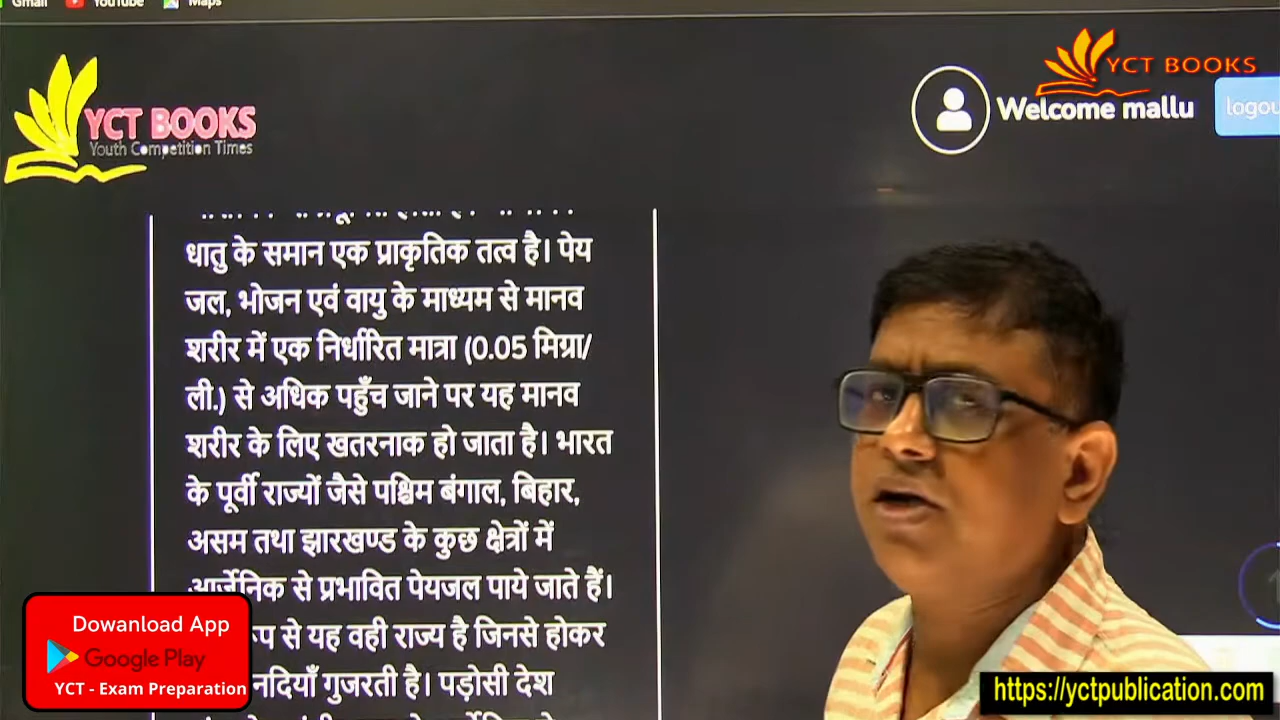 Gmail
YouTube
Maps
YCT BOOKS
Youth Competition Times
YCT BOOKS
Welcome mallu
धातु के समान एक प्राकृतिक तत्व है। पेय
जल, भोजन एवं वायु के माध्यम से मानव
शरीर में एक निर्धारित मात्रा (0.05 मिग्रा/
ली.) से अधिक पहुँच जाने पर यह मानव
शरीर के लिए खतरनाक हो जाता है। भारत
के पूर्वी राज्यों जैसे पश्चिम बंगाल, बिहार,
असम तथा झारखण्ड के कुछ क्षेत्रों में
आर्जेनिक से प्रभावित पेयजल पाये जाते हैं।
से यह वही राज्य है जिनसे होकर
नदियाँ गुजरती है। पड़ोसी देश
Dowanload App
Google Play
YCT - Exam Preparation
https://yctpublication.com